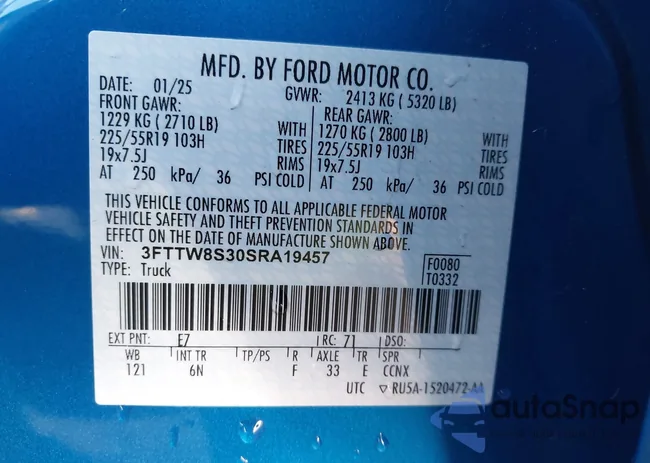 MFD. BY FORD MOTOR CO.
DATE: 01/25 GVWR: 2413 KG ( 5320 LB)
FRONT GAWR: REAR GAWR:
1229 KG ( 2710 LB) WITH 1270 KG ( 2800 LB) WITH
225/55R19 103H TIRES 225/55R19 103H TIRES
19x7.5J RIMS 19x7.5J RIMS
AT 250 kPa/ 36 PSI COLD AT 250 kPa/ 36 PSI COLD
THIS VEHICLE CONFORMS TO ALL APPLICABLE FEDERAL MOTOR
VEHICLE SAFETY AND THEFT PREVENTION STANDARDS IN
EFFECT ON THE DATE OF MANUFACTURE SHOWN ABOVE.
VIN: 3FTTW8S30SRA19457
TYPE: Truck
F0080
T0332
EXT PNT: E7 RC: 71 DSO:
WB INT TR TP/PS R AXLE TR SPR
121 6N F 33 E CCNX
UTC ▽ RU5A-1520472-AA
autoSnap